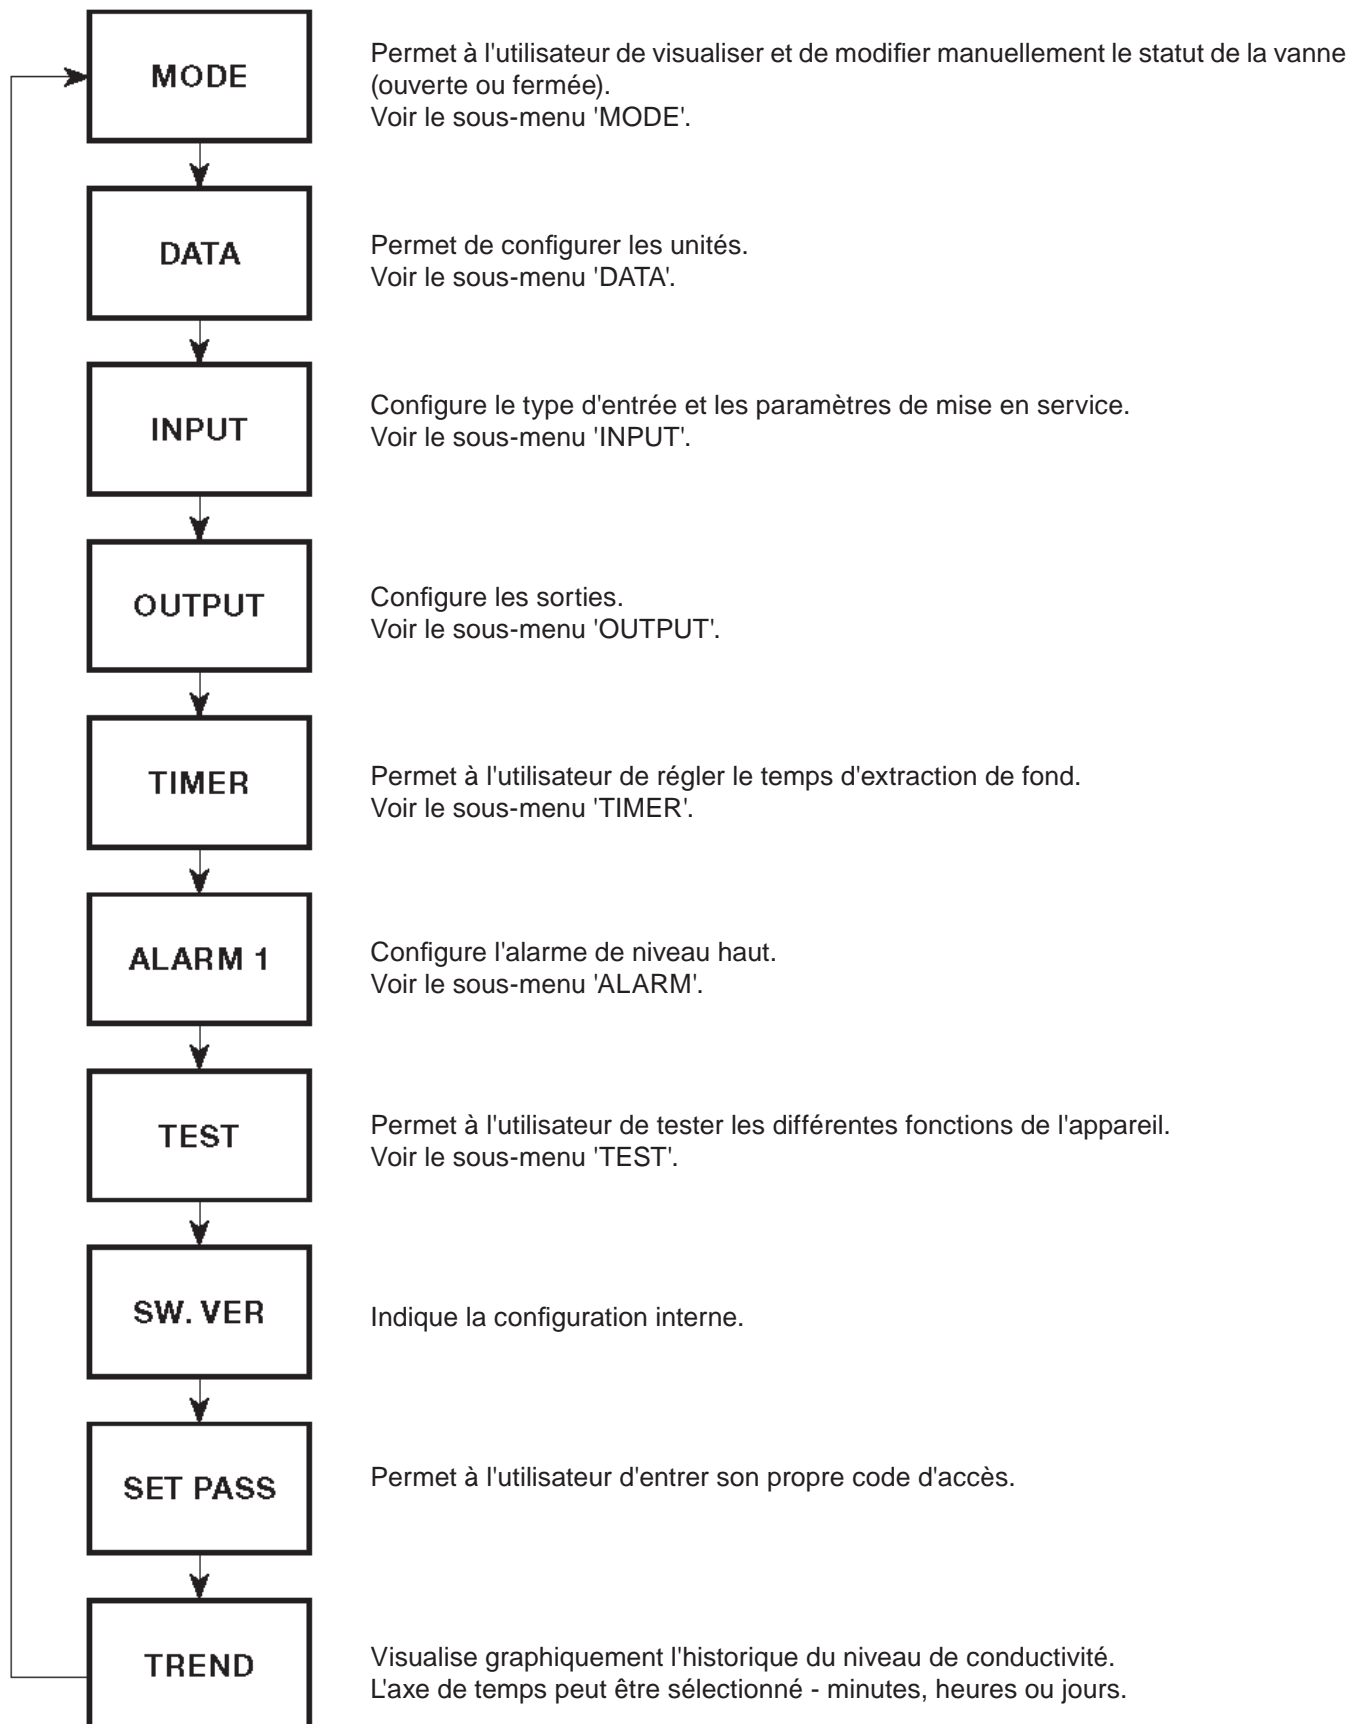 MODE
Permet à l'utilisateur de visualiser et de modifier manuellement le statut de la vanne
(ouverte ou fermée).
Voir le sous-menu 'MODE'.
DATA
Permet de configurer les unités.
Voir le sous-menu 'DATA'.
INPUT
Configure le type d'entrée et les paramètres de mise en service.
Voir le sous-menu 'INPUT'.
OUTPUT
Configure les sorties.
Voir le sous-menu 'OUTPUT'.
TIMER
Permet à l'utilisateur de régler le temps d'extraction de fond.
Voir le sous-menu 'TIMER'.
ALARM 1
Configure l'alarme de niveau haut.
Voir le sous-menu 'ALARM'.
TEST
Permet à l'utilisateur de tester les différentes fonctions de l'appareil.
Voir le sous-menu 'TEST'.
SW. VER
Indique la configuration interne.
SET PASS
Permet à l'utilisateur d'entrer son propre code d'accès.
TREND
Visualise graphiquement l'historique du niveau de conductivité.
L'axe de temps peut être sélectionné - minutes, heures ou jours.